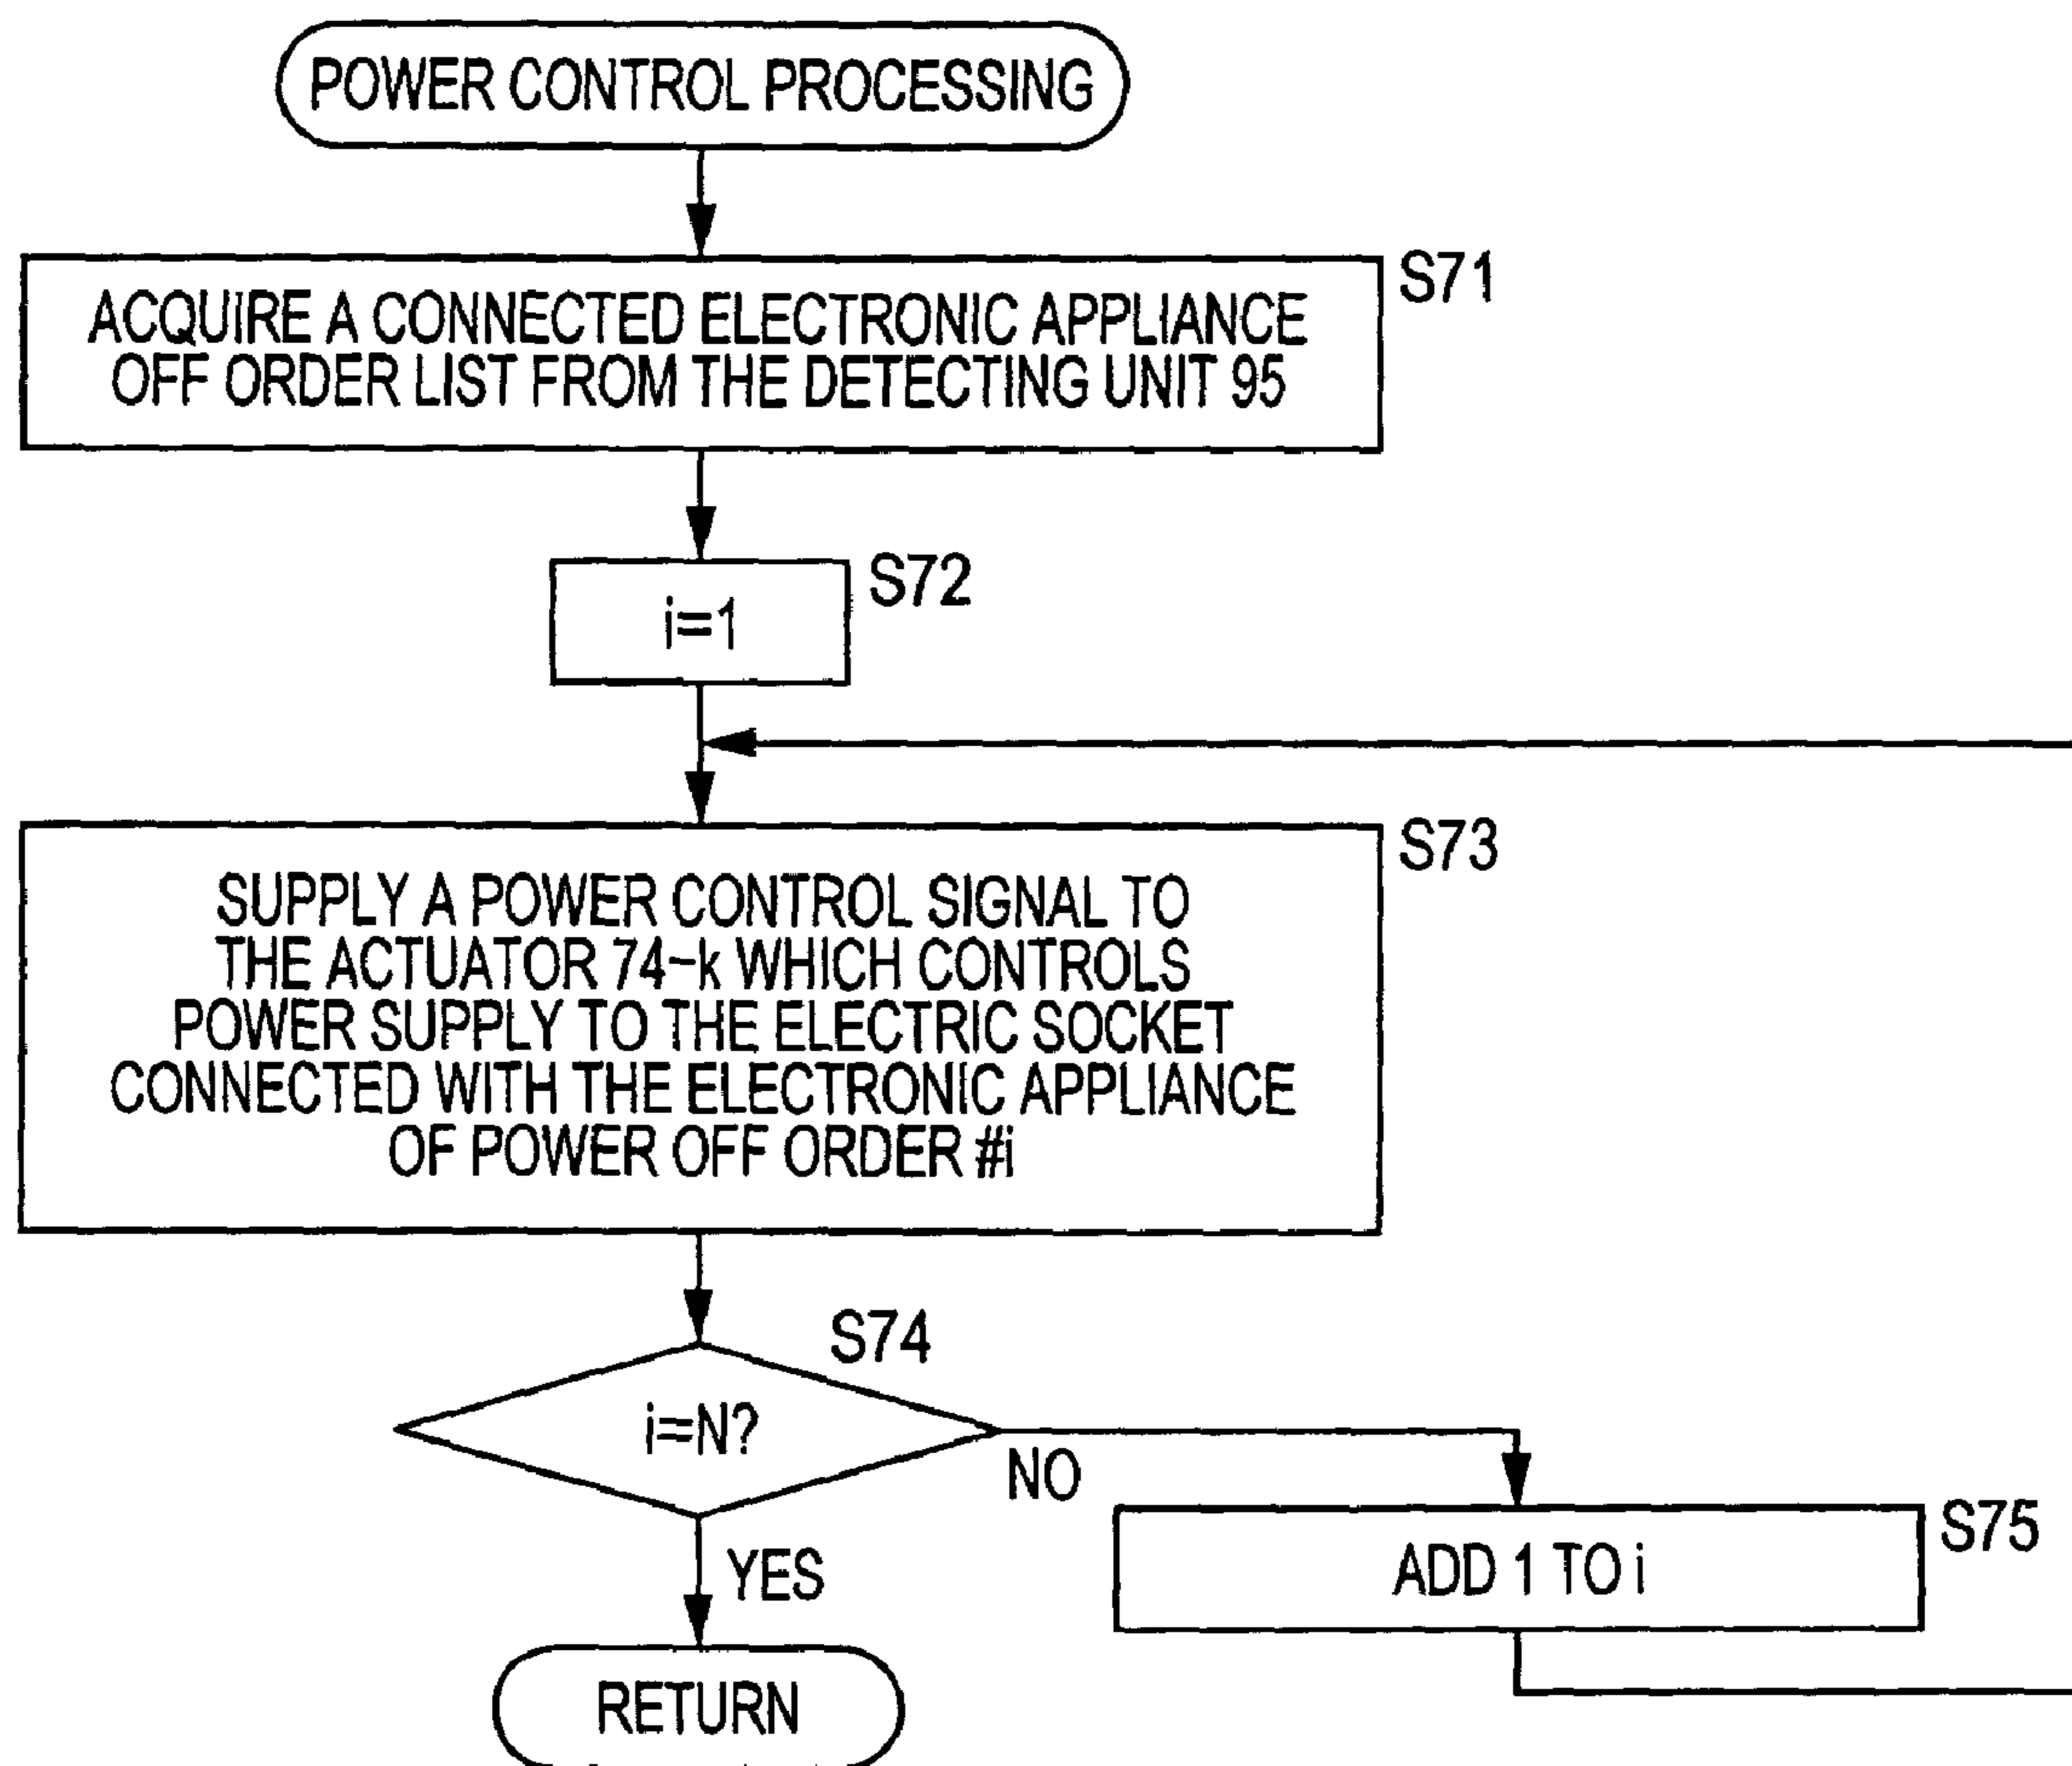 POWER CONTROL PROCESSING
S71
ACQUIRE A CONNECTED ELECTRONIC APPLIANCE
OFF ORDER LIST FROM THE DETECTING UNIT 95
S72
i=1
S73
SUPPLY A POWER CONTROL SIGNAL TO
THE ACTUATOR 74-k WHICH CONTROLS
POWER SUPPLY TO THE ELECTRIC SOCKET
CONNECTED WITH THE ELECTRONIC APPLIANCE
OF POWER OFF ORDER #i
S74
i=N?
NO
S75
ADD 1 TO i
YES
RETURN